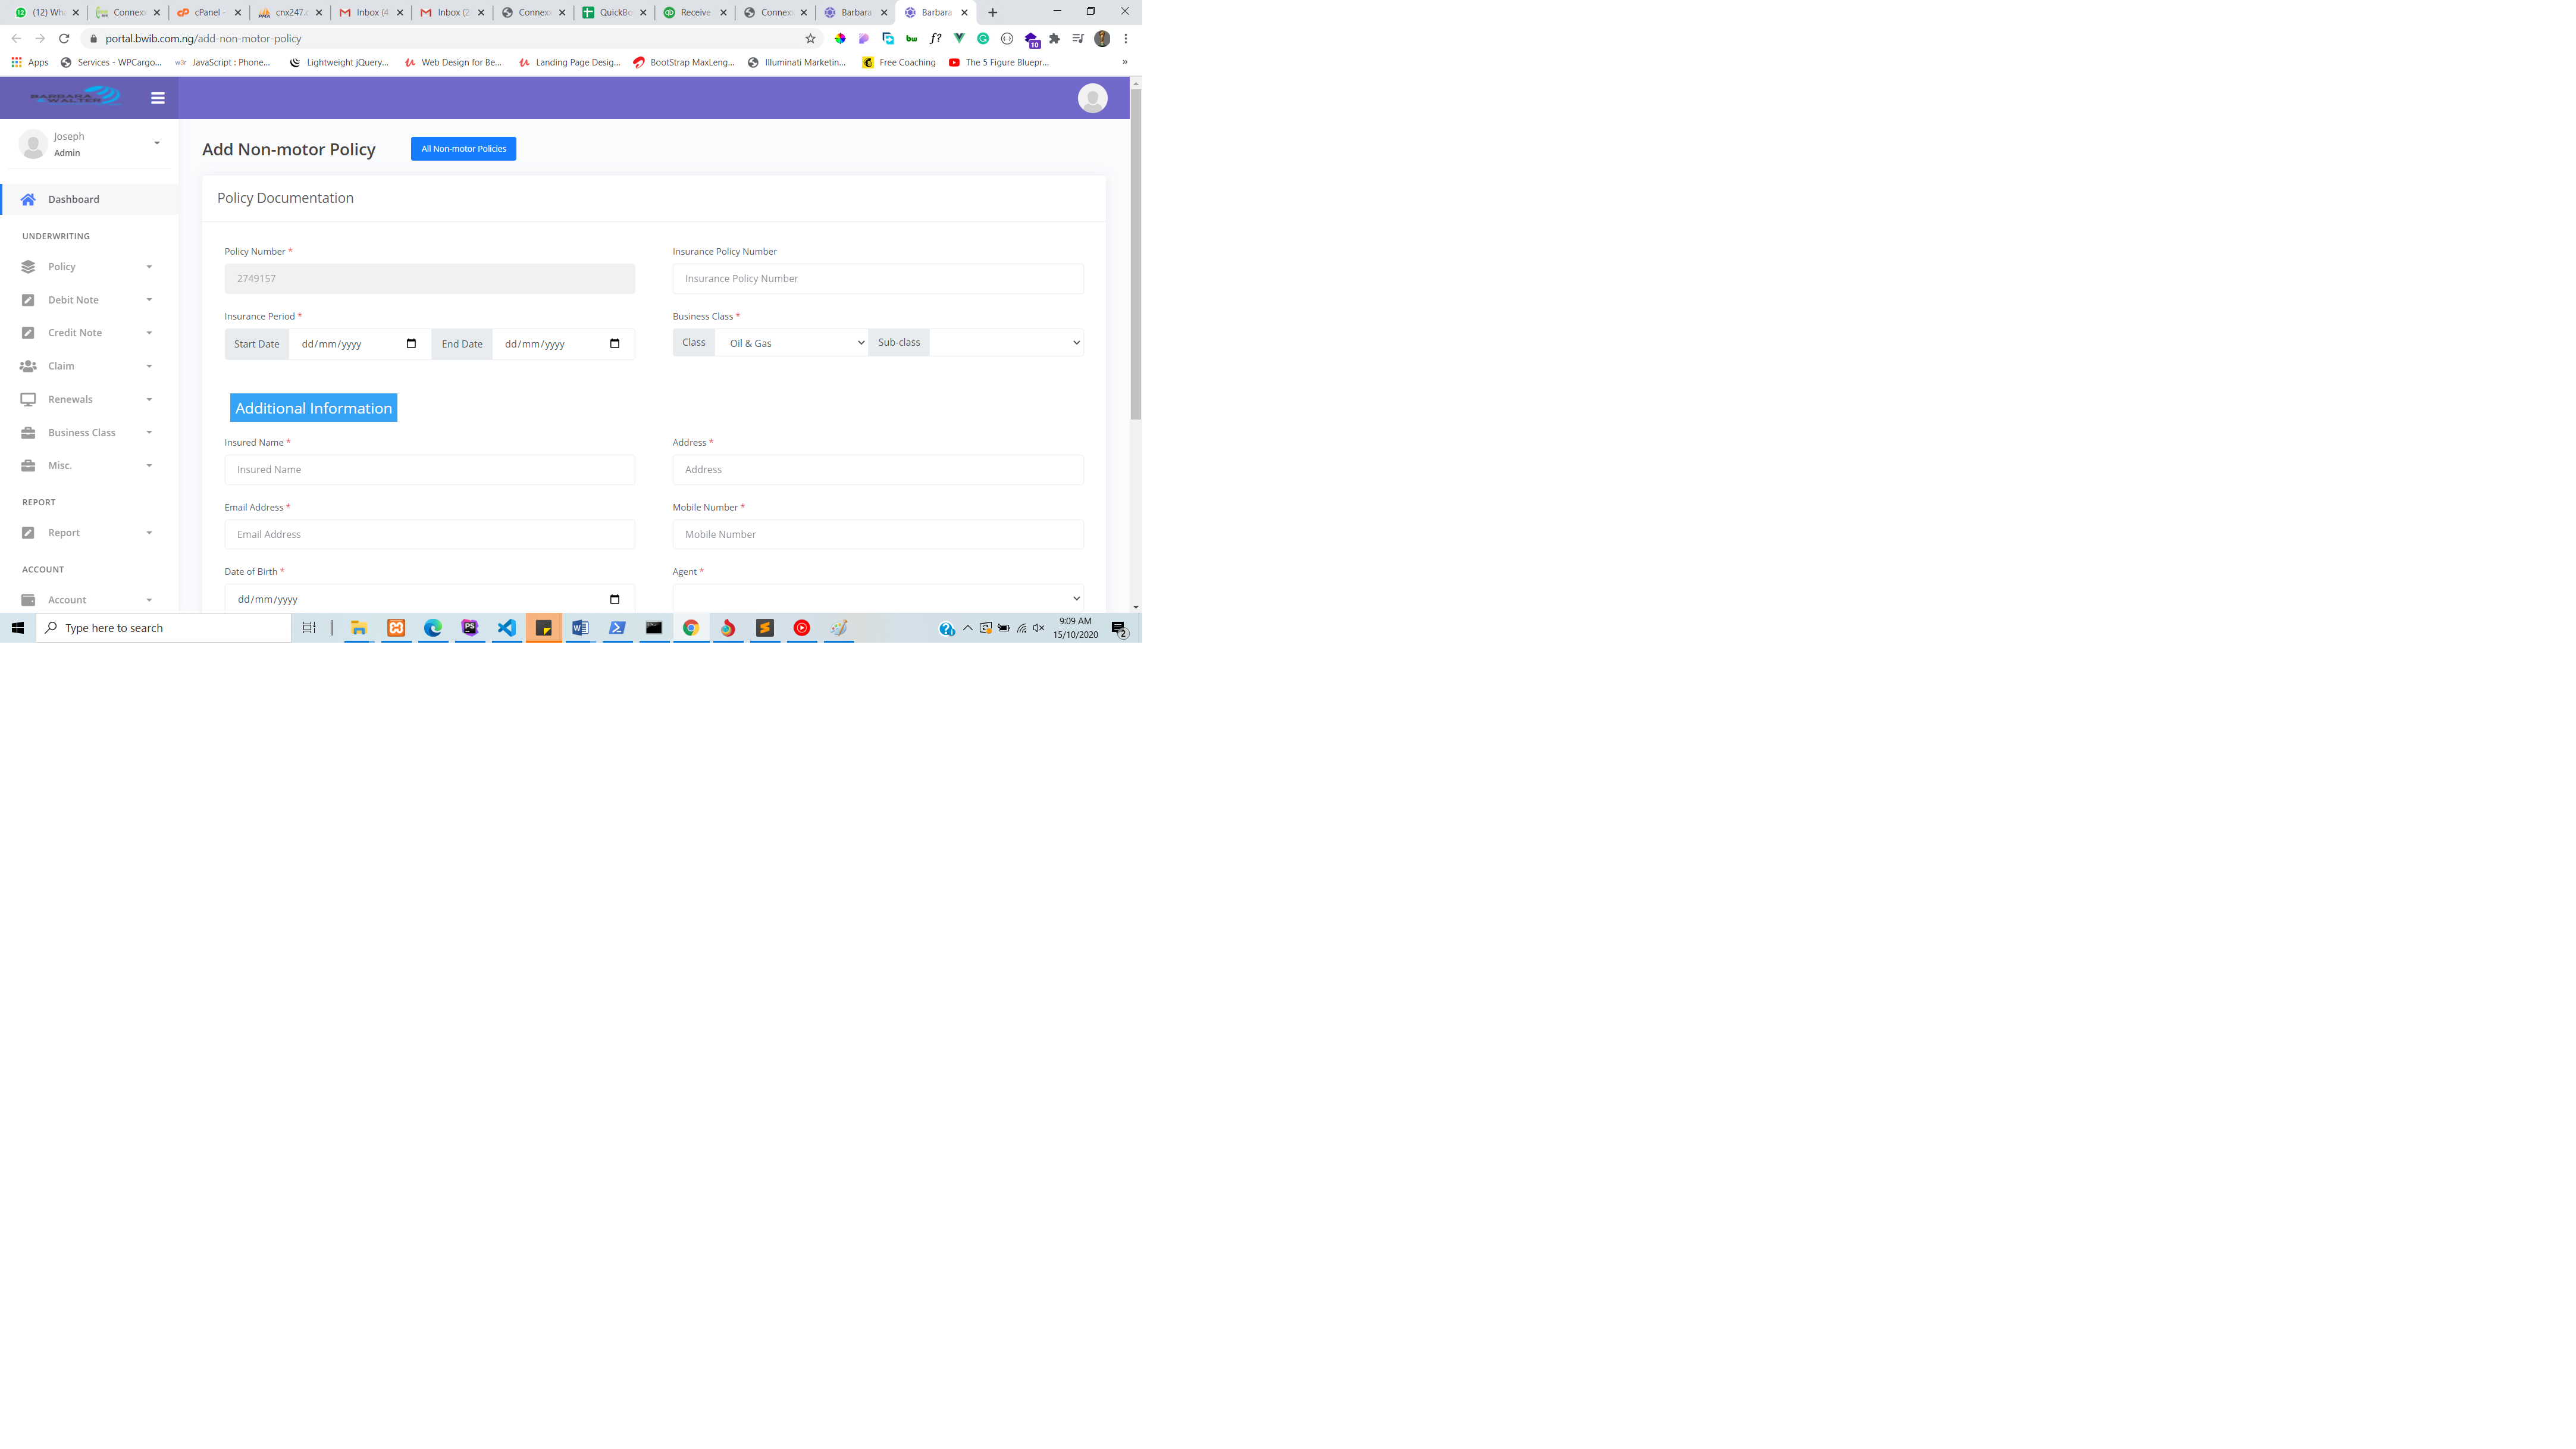 (12) Wh
Connex
cPanel -
cnx247.
Inbox (4
Inbox (2
Connex
QuickBo
Receive
Connex
Barbara
Barbara
portal.bwib.com.ng/add-non-motor-policy
10
Apps
Services - WPCargo...
JavaScript : Phone...
Lightweight jQuery...
Web Design for Be...
Landing Page Desig...
BootStrap MaxLeng...
Illuminati Marketin...
Free Coaching
The 5 Figure Bluepr...
»
BARBARA
WALTER
Joseph
Admin
Add Non-motor Policy
All Non-motor Policies
Dashboard
Policy Documentation
UNDERWRITING
Policy
Debit Note
Credit Note
Claim
Renewals
Business Class
Misc.
REPORT
Report
ACCOUNT
Account
Policy Number *
2749157
Insurance Policy Number
Insurance Policy Number
Insurance Period *
Start Date dd/mm/yyyy End Date dd/mm/yyyy
Business Class *
Class Oil & Gas Sub-class
Additional Information
Insured Name *
Insured Name
Address *
Address
Email Address *
Email Address
Mobile Number *
Mobile Number
Date of Birth *
dd/mm/yyyy
Agent *
Type here to search
9:09 AM
15/10/2020
2